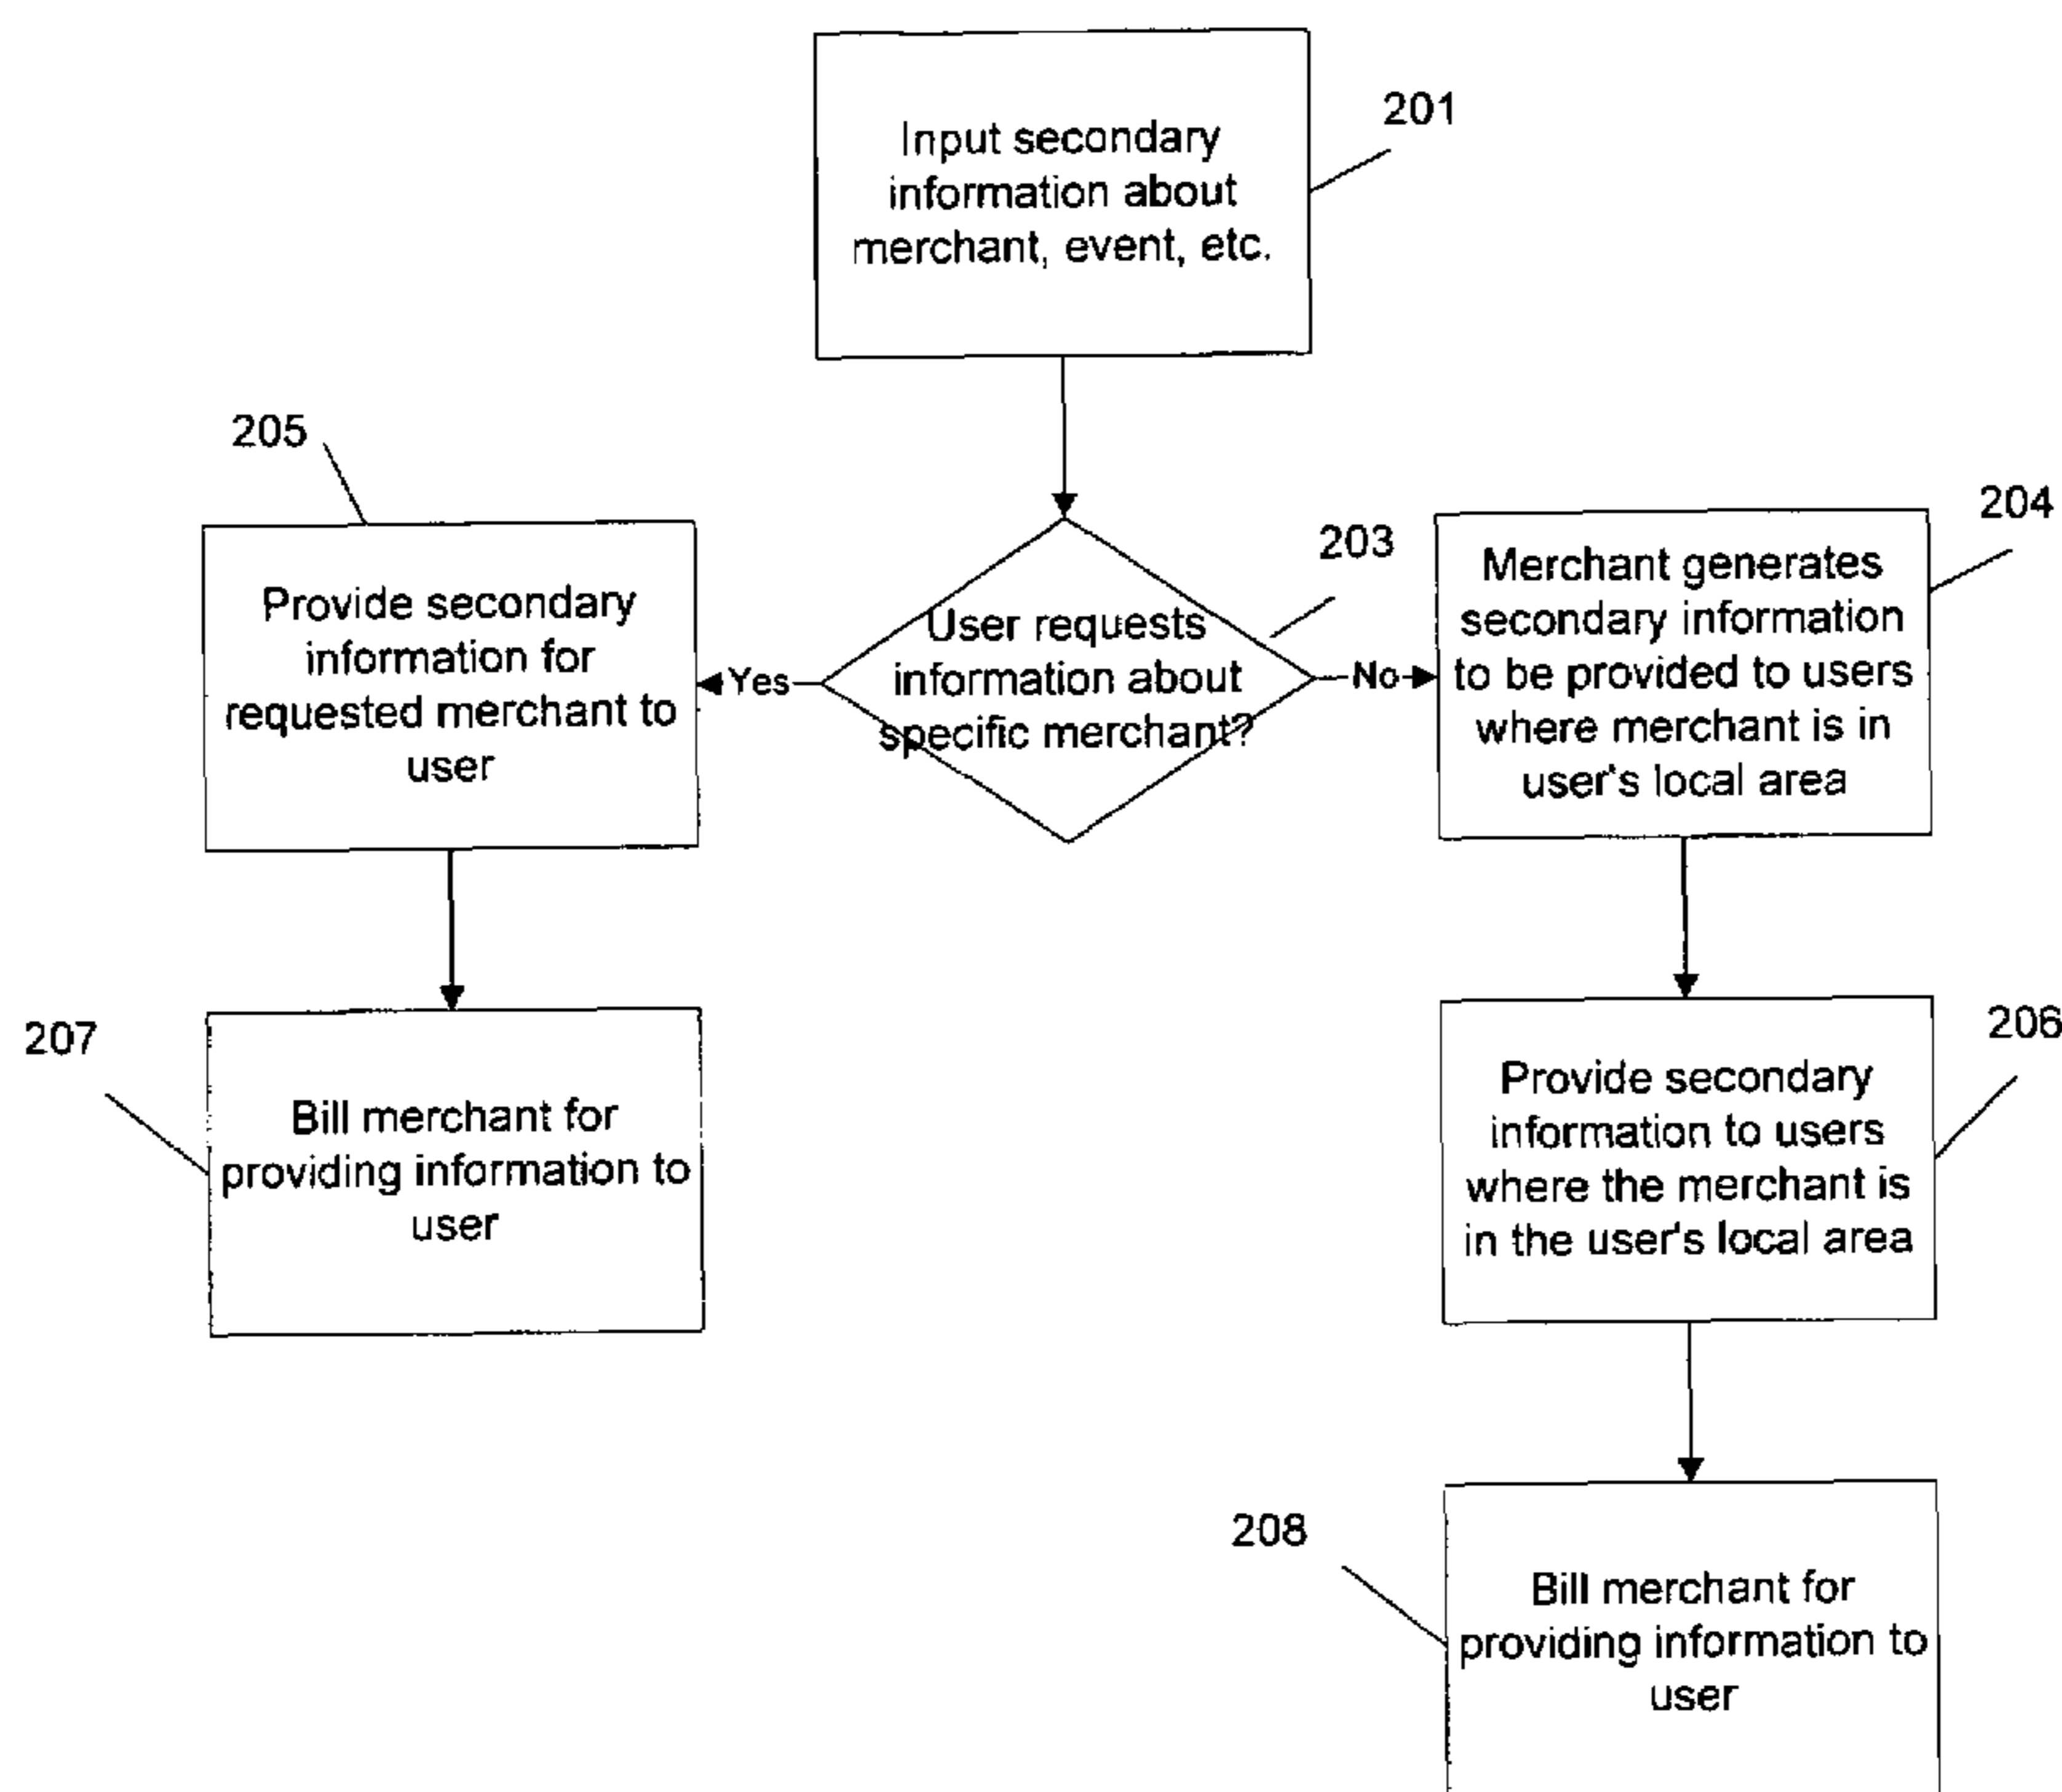 201
Input secondary
information about
merchant, event, etc.
205
Provide secondary
information for
requested merchant to
user
Yes
203
User requests
information about
specific merchant?
No
204
Merchant generates
secondary information
to be provided to users
where merchant is in
user's local area
207
Bill merchant for
providing information to
user
206
Provide secondary
information to users
where the merchant is
in the user's local area
208
Bill merchant for
providing information to
user